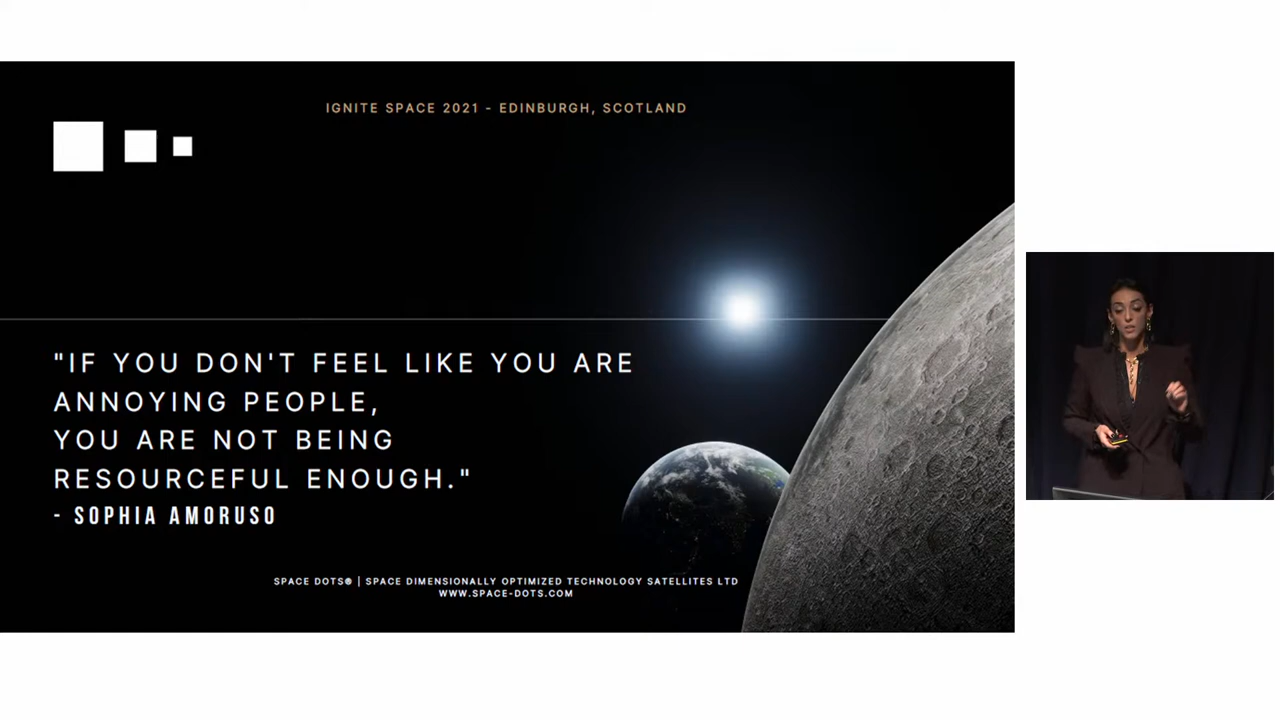 IGNITE SPACE 2021 - EDINBURGH, SCOTLAND
"IF YOU DON'T FEEL LIKE YOU ARE
ANNOYING PEOPLE,
YOU ARE NOT BEING
RESOURCEFUL ENOUGH."
- SOPHIA AMORUSO
SPACE DOTS® | SPACE DIMENSIONALLY OPTIMIZED TECHNOLOGY SATELLITES LTD
WWW.SPACE-DOTS.COM